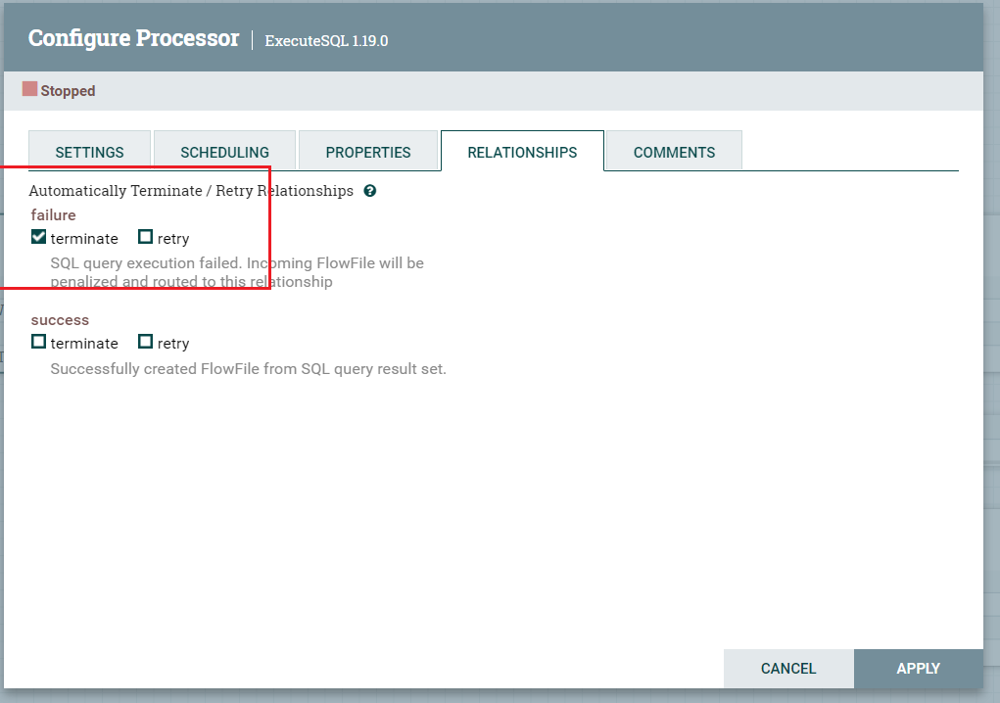 Configure Processor | ExecuteSQL 1.19.0
Stopped
SETTINGS SCHEDULING PROPERTIES RELATIONSHIPS COMMENTS
Automatically Terminate / Retry Relationships
failure
terminate retry
SQL query execution failed. Incoming FlowFile will be
penalized and routed to this relationship
success
terminate retry
Successfully created FlowFile from SQL query result set.
CANCEL APPLY